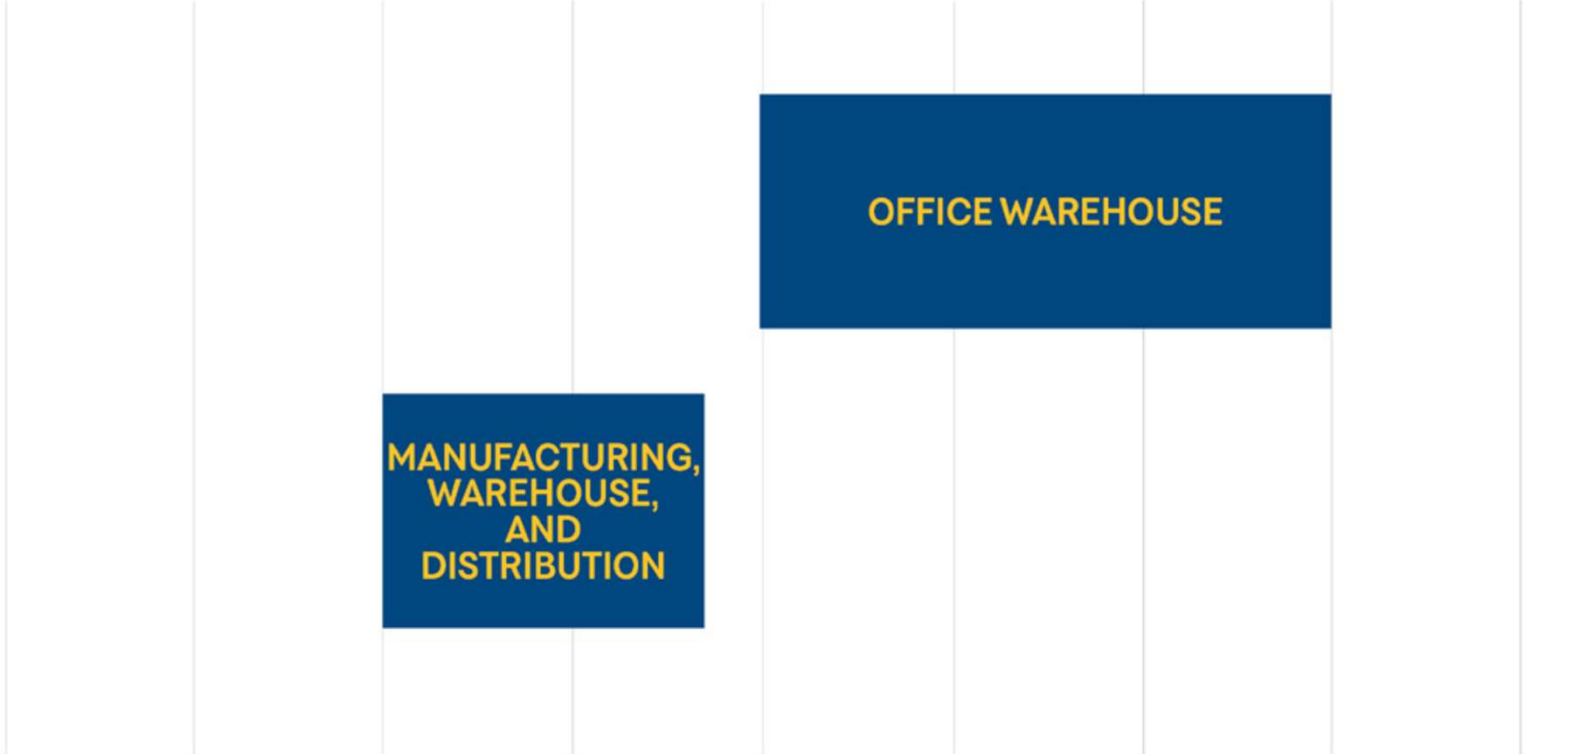 OFFICE WAREHOUSE
MANUFACTURING,
WAREHOUSE,
AND
DISTRIBUTION